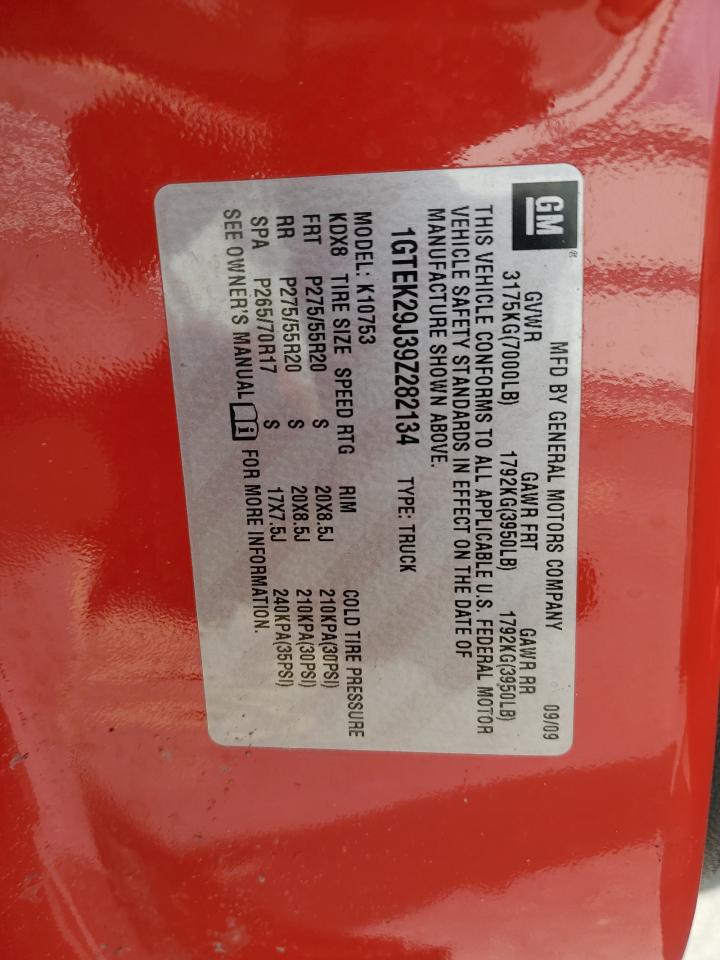 GM®
MFD BY GENERAL MOTORS COMPANY 09/09
GVWR GAWR FRT GAWR RR
3175KG(7000LB) 1792KG(3950LB) 1792KG(3950LB)
THIS VEHICLE CONFORMS TO ALL APPLICABLE U.S. FEDERAL MOTOR
VEHICLE SAFETY STANDARDS IN EFFECT ON THE DATE OF
MANUFACTURE SHOWN ABOVE.
1GTEK29J39Z282134 TYPE: TRUCK
MODEL: K10753
KDX8 TIRE SIZE SPEED RTG RIM COLD TIRE PRESSURE
FRT P275/55R20 S 20X8.5J 210KPA(30PSI)
RR P275/55R20 S 20X8.5J 210KPA(30PSI)
SPA P265/70R17 S 17X7.5J 240KPA(35PSI)
SEE OWNER'S MANUAL i FOR MORE INFORMATION.